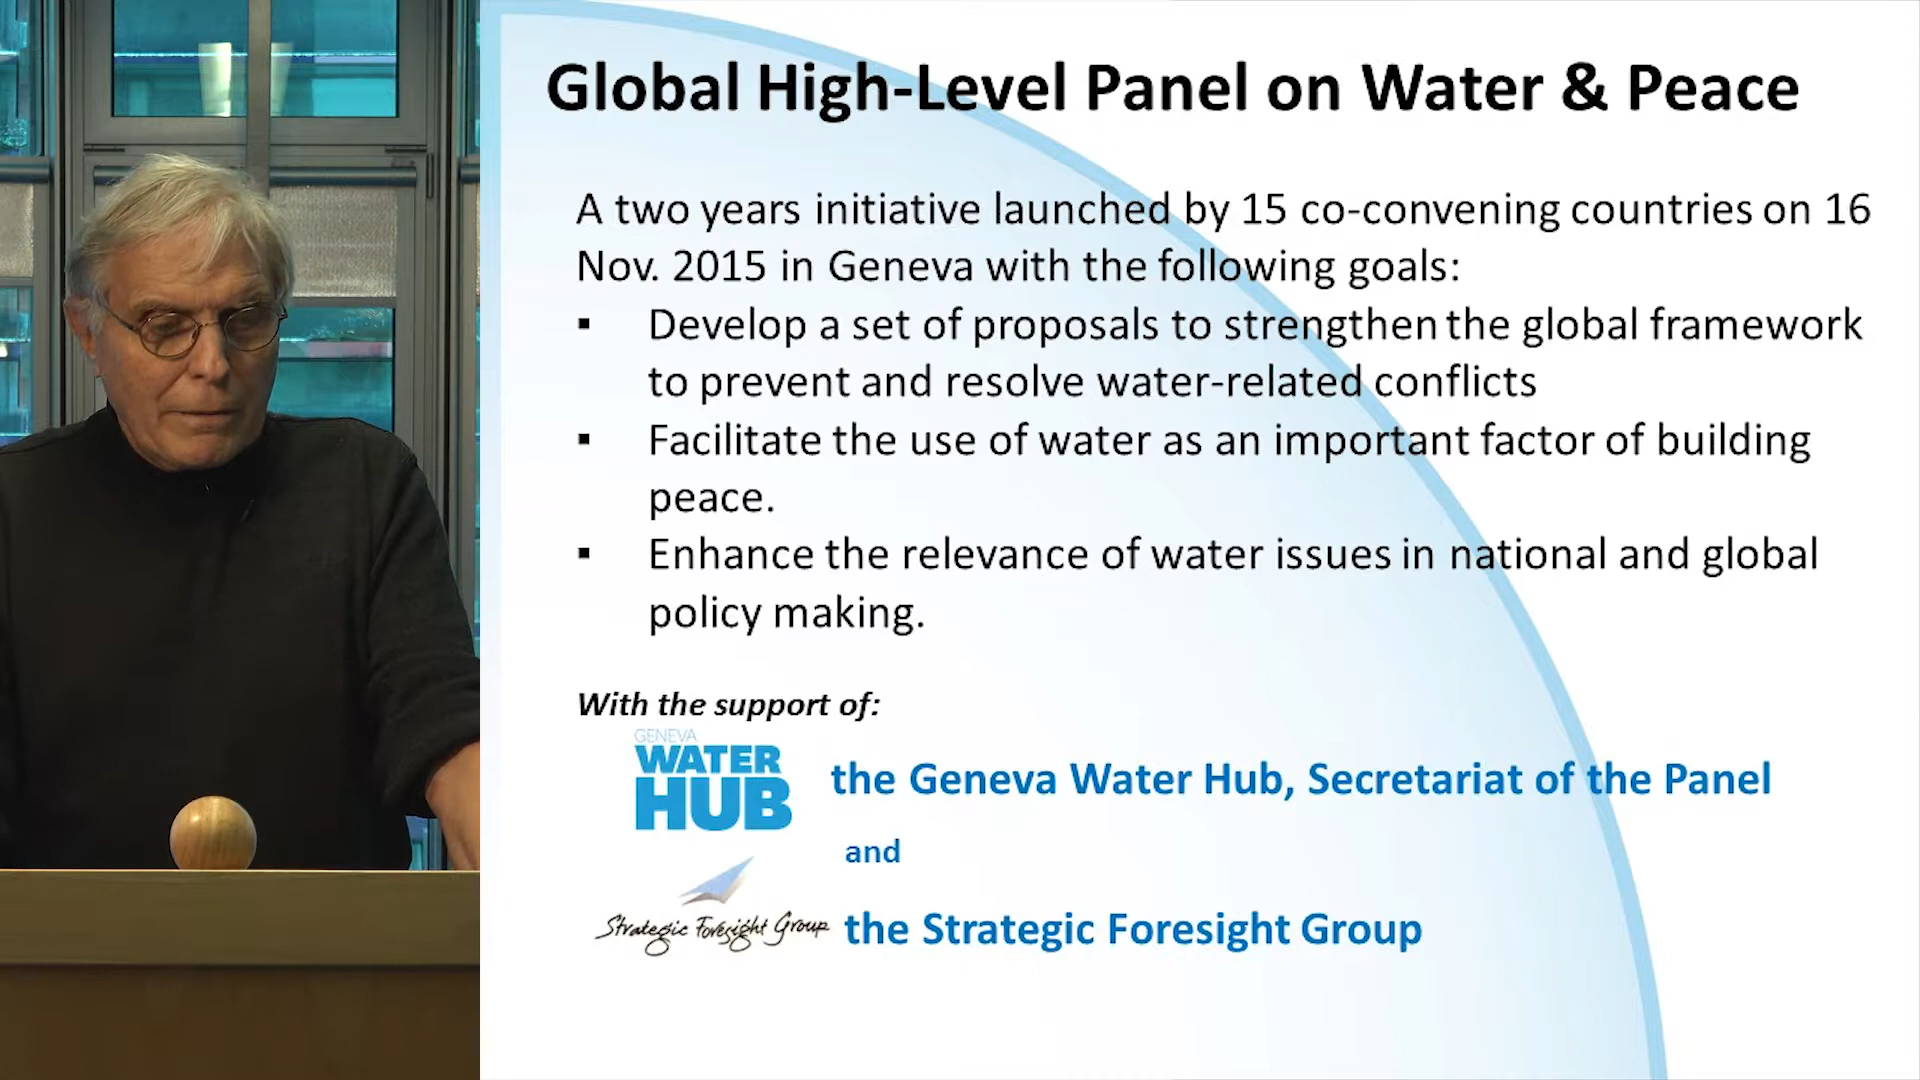 Global High-Level Panel on Water & Peace
A two years initiative launched by 15 co-convening countries on 16
Nov. 2015 in Geneva with the following goals:
▪ Develop a set of proposals to strengthen the global framework
to prevent and resolve water-related conflicts
▪ Facilitate the use of water as an important factor of building
peace.
▪ Enhance the relevance of water issues in national and global
policy making.
With the support of:
GENEVA
WATER
HUB
the Geneva Water Hub, Secretariat of the Panel
and
Strategic Foresight Group
the Strategic Foresight Group